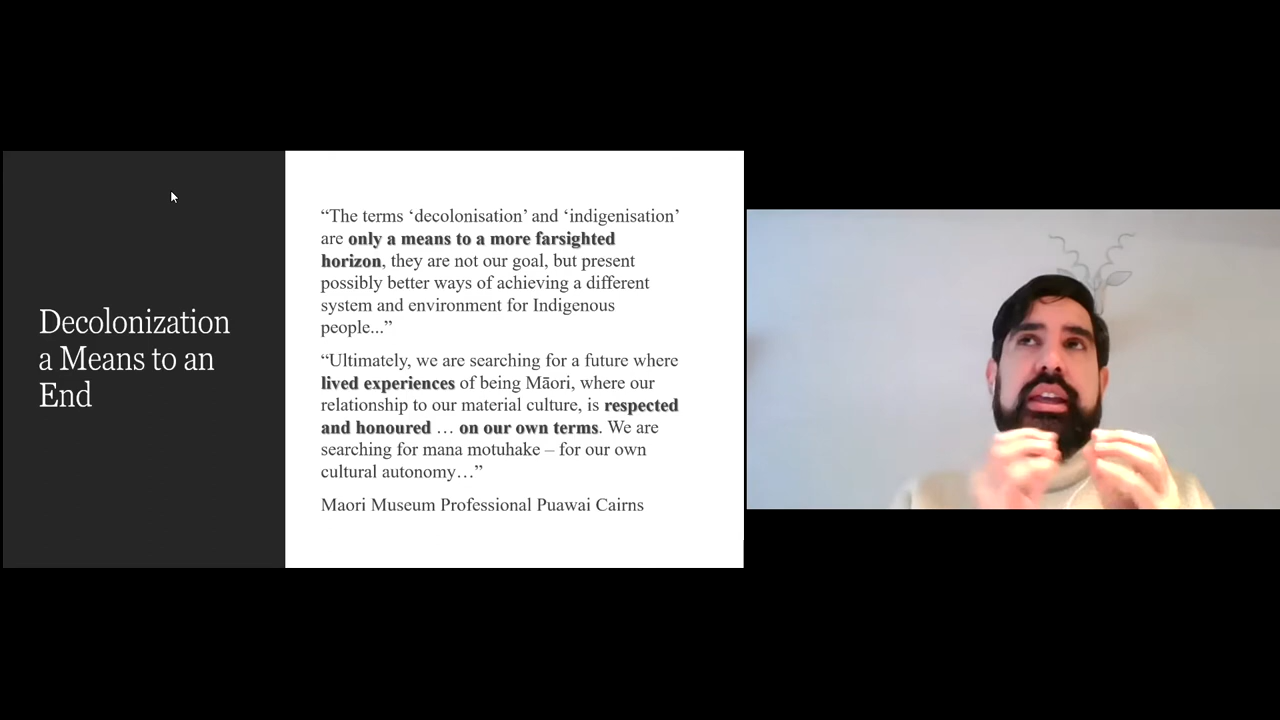 Decolonization
a Means to an
End
“The terms ‘decolonisation’ and ‘indigenisation’
are only a means to a more farsighted
horizon, they are not our goal, but present
possibly better ways of achieving a different
system and environment for Indigenous
people...”
“Ultimately, we are searching for a future where
lived experiences of being Māori, where our
relationship to our material culture, is respected
and honoured … on our own terms. We are
searching for mana motuhake – for our own
cultural autonomy…”
Maori Museum Professional Puawai Cairns